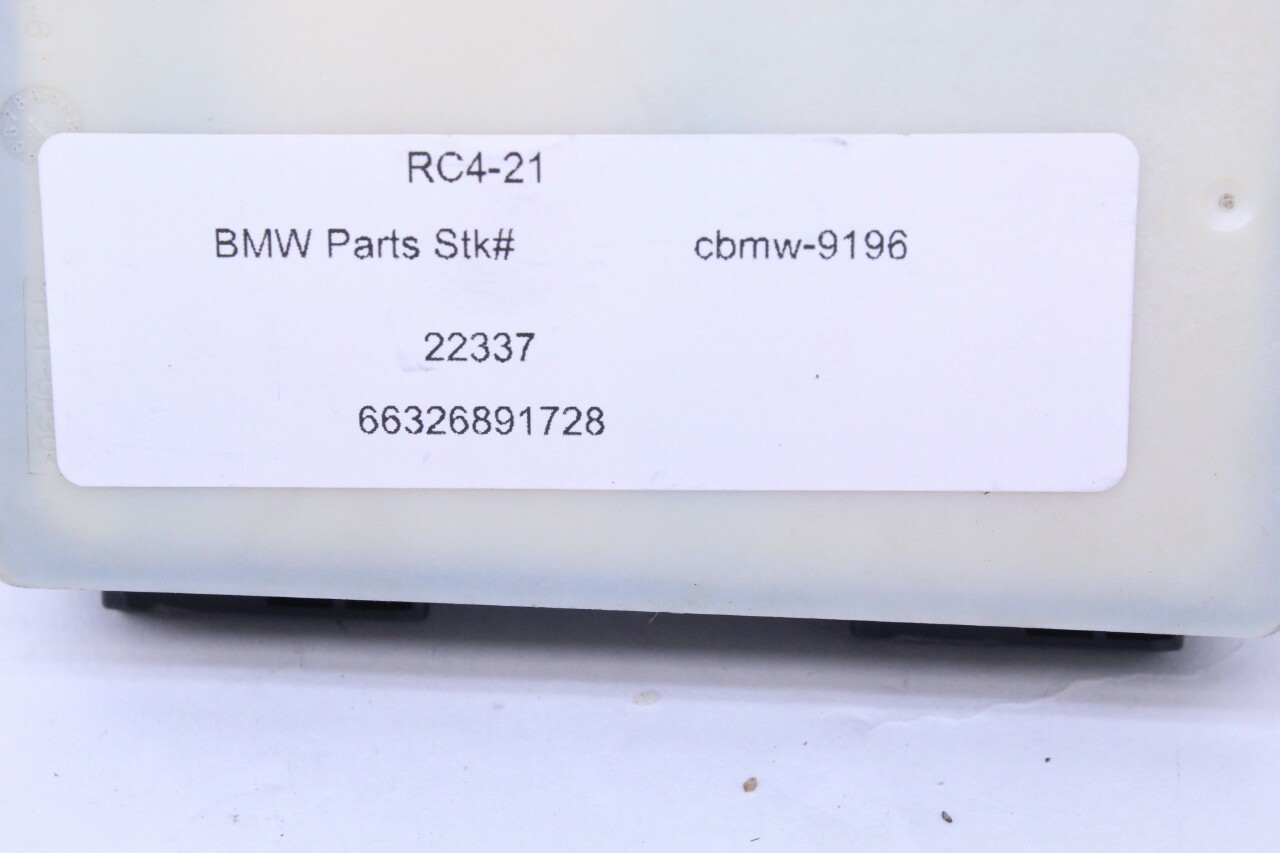 RC4-21
BMW Parts Stk# cbmw-9196
22337
66326891728